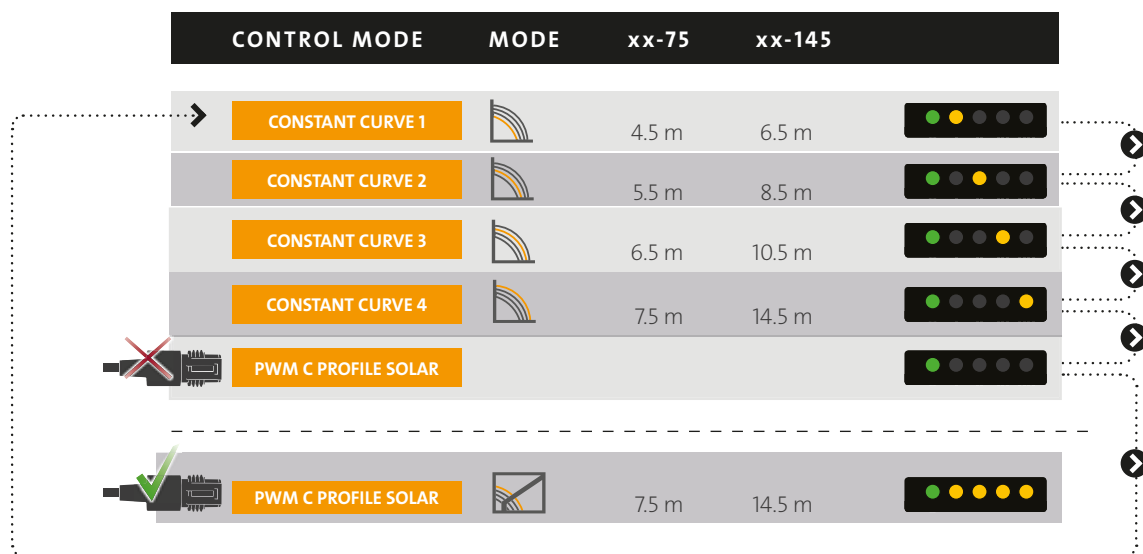 CONTROL MODE MODE xx-75 xx-145
CONSTANT CURVE 1 4.5 m 6.5 m
CONSTANT CURVE 2 5.5 m 8.5 m
CONSTANT CURVE 3 6.5 m 10.5 m
CONSTANT CURVE 4 7.5 m 14.5 m
PWM C PROFILE SOLAR
PWM C PROFILE SOLAR 7.5 m 14.5 m